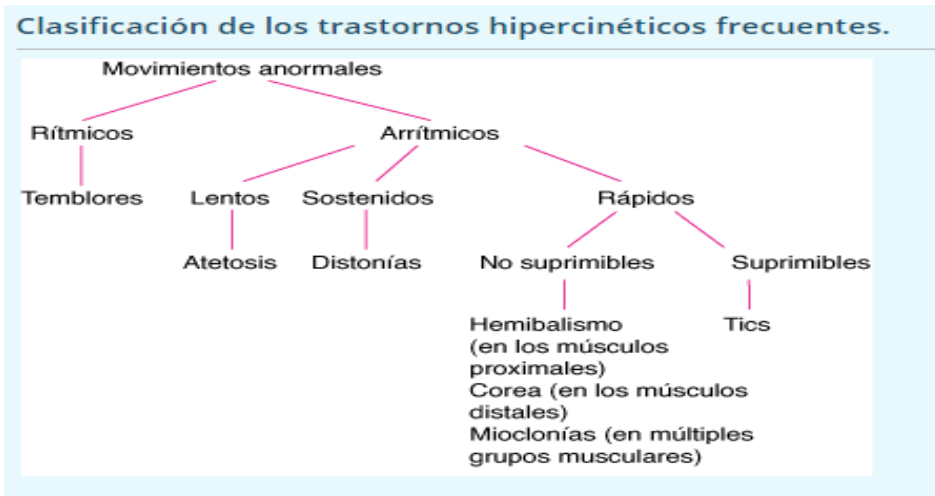 Clasificación de los trastornos hipercinéticos frecuentes.
Movimientos anormales
Rítmicos
Arrítmicos
Temblores
Lentos
Sostenidos
Rápidos
Atetosis
Distonías
No suprimibles
Suprimibles
Hemibalismo
(en los músculos
proximales)
Corea (en los músculos
distales)
Mioclonías (en múltiples
grupos musculares)
Tics